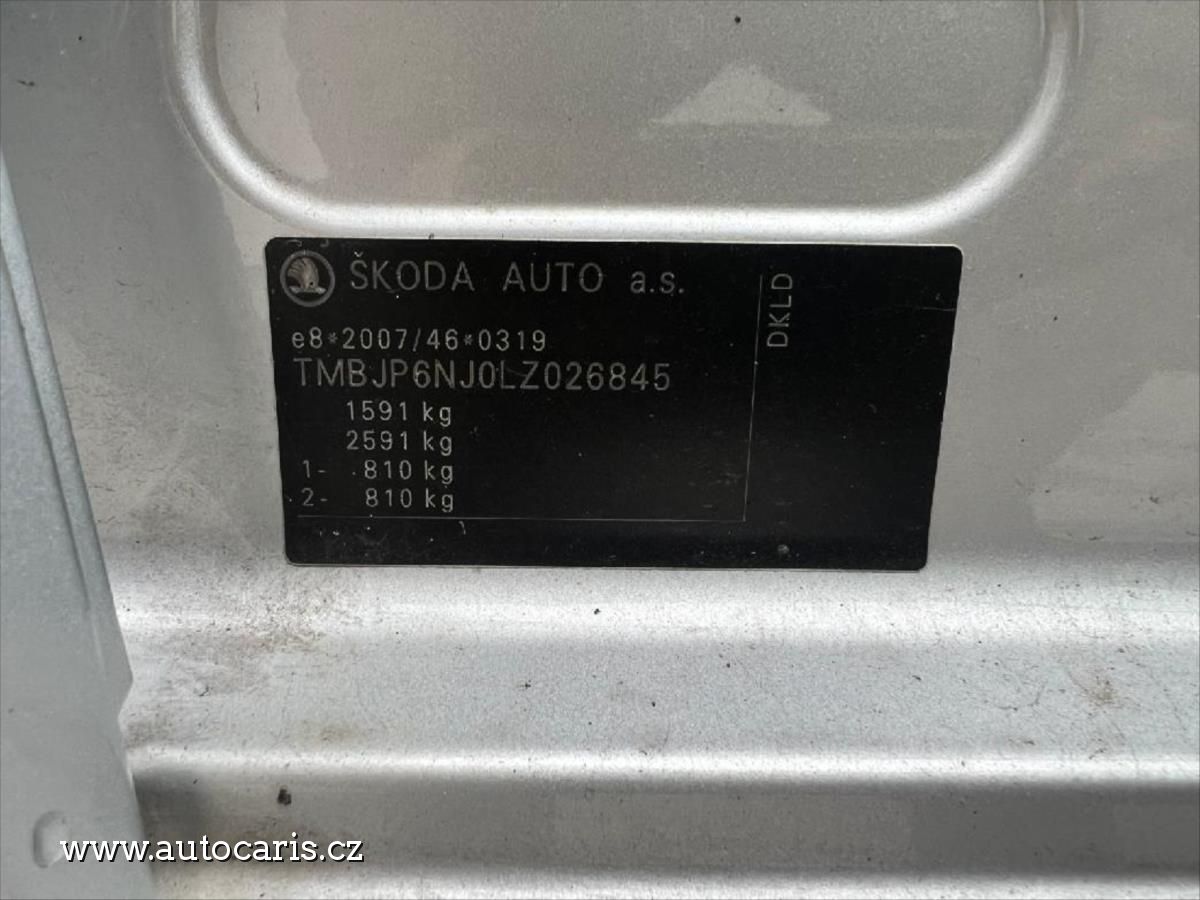 ŠKODA AUTO a.s.
DKLD
e8*2007/46*0319
TMBJP6NJ0LZ026845
1591 kg
2591 kg
1- 810 kg
2- 810 kg
www.autocaris.cz